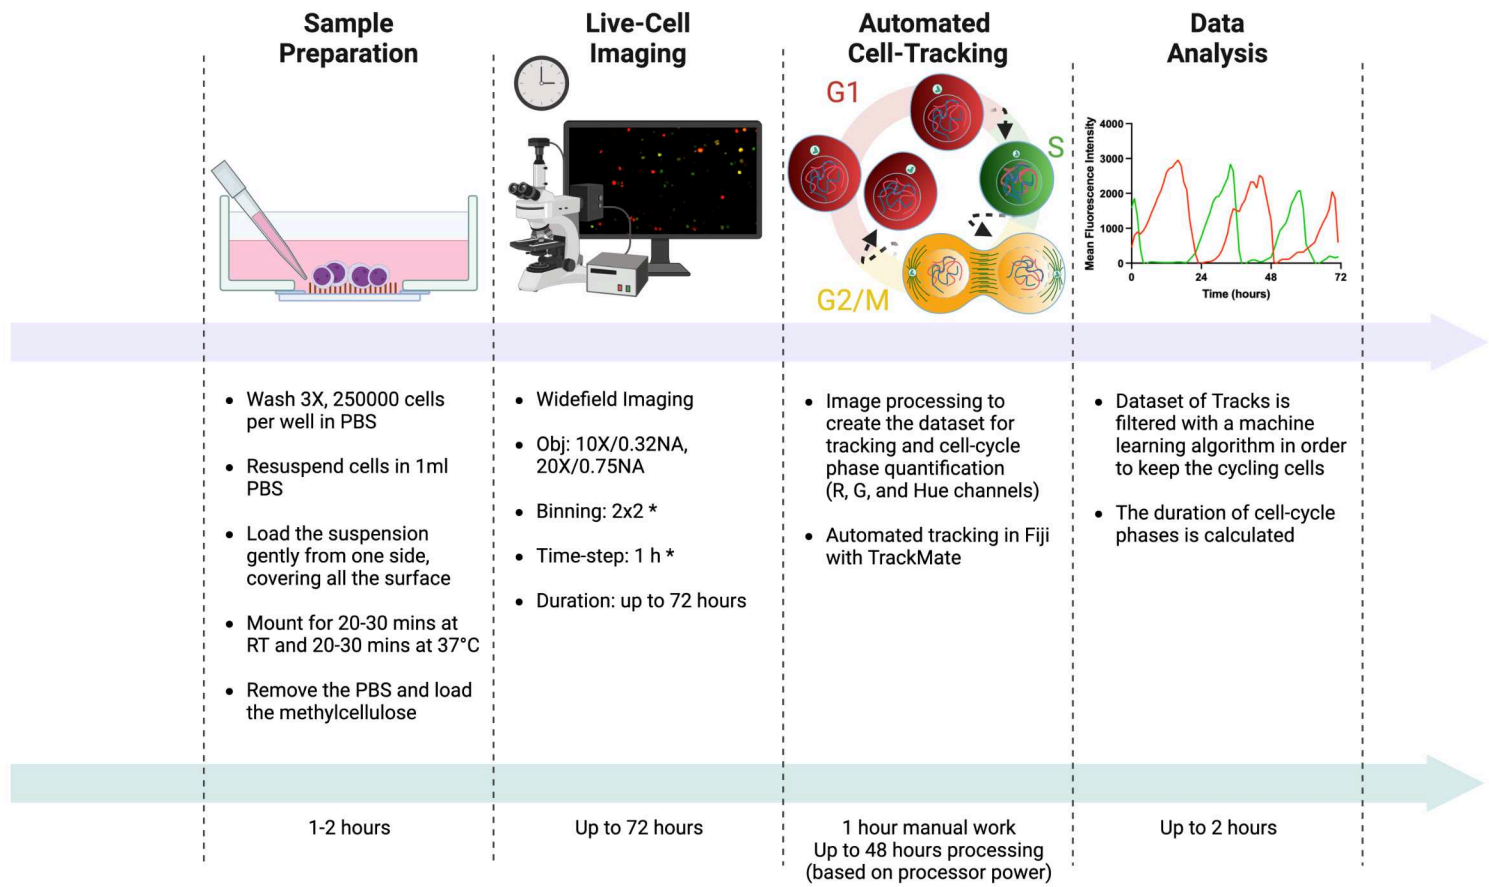 Sample
Preparation
Live-Cell
Imaging
Automated
Cell-Tracking
Data
Analysis
G1
S
G2/M
Mean Fluorescence Intensity
4000
3000
2000
1000
0
0
24
48
72
Time (hours)
• Wash 3X, 250000 cells
per well in PBS
• Resuspend cells in 1ml
PBS
• Load the suspension
gently from one side,
covering all the surface
• Mount for 20-30 mins at
RT and 20-30 mins at 37°C
• Remove the PBS and load
the methylcellulose
• Widefield Imaging
• Obj: 10X/0.32NA,
20X/0.75NA
• Binning: 2x2 *
• Time-step: 1 h *
• Duration: up to 72 hours
• Image processing to
create the dataset for
tracking and cell-cycle
phase quantification
(R, G, and Hue channels)
• Automated tracking in Fiji
with TrackMate
• Dataset of Tracks is
filtered with a machine
learning algorithm in order
to keep the cycling cells
• The duration of cell-cycle
phases is calculated
1-2 hours
Up to 72 hours
1 hour manual work
Up to 48 hours processing
(based on processor power)
Up to 2 hours